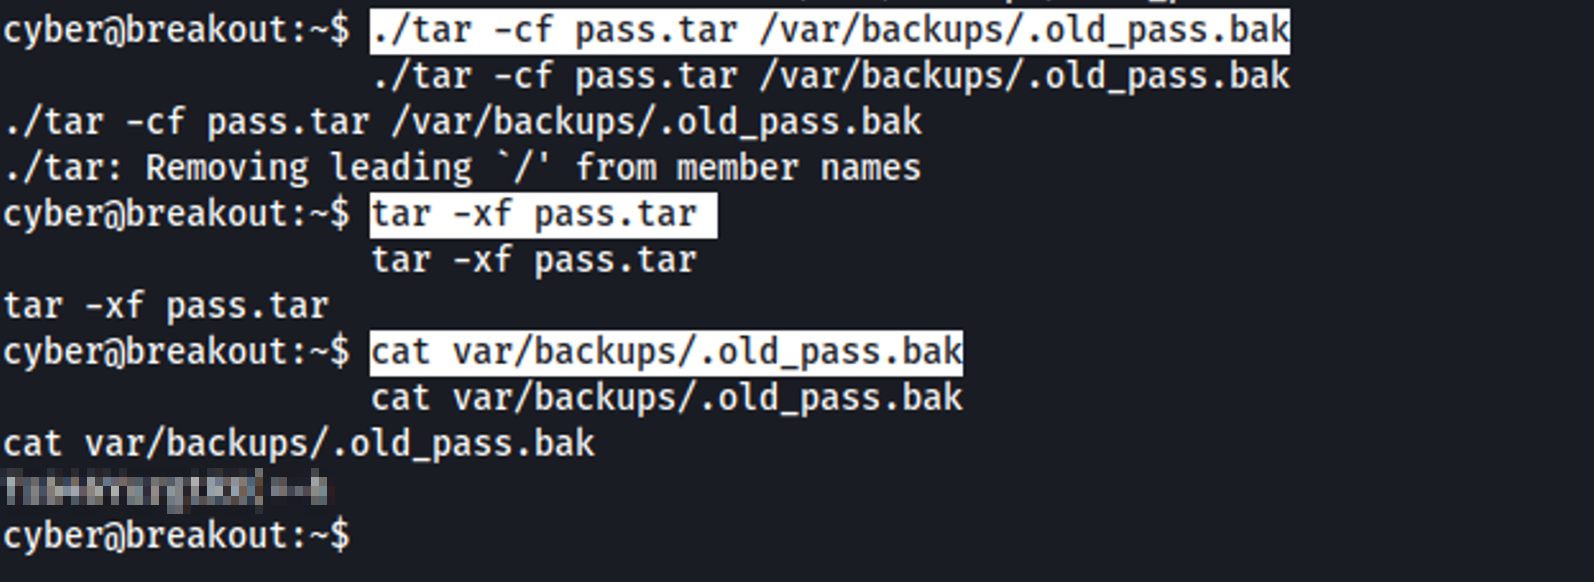 cyber@breakout:~$ ./tar -cf pass.tar /var/backups/.old_pass.bak
./tar -cf pass.tar /var/backups/.old_pass.bak
./tar -cf pass.tar /var/backups/.old_pass.bak
./tar: Removing leading `/' from member names
cyber@breakout:~$ tar -xf pass.tar
tar -xf pass.tar
tar -xf pass.tar
cyber@breakout:~$ cat var/backups/.old_pass.bak
cat var/backups/.old_pass.bak
cat var/backups/.old_pass.bak
cyber@breakout:~$